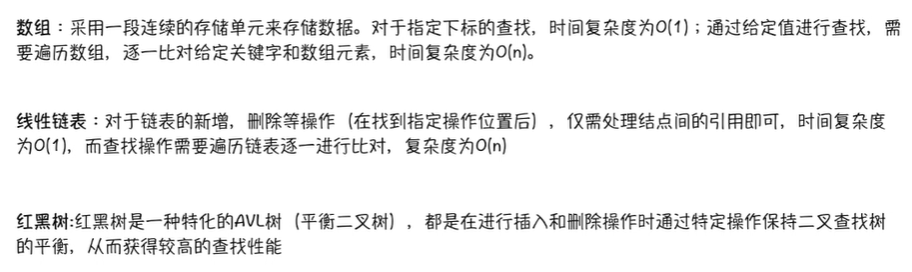 数组：采用一段连续的存储单元来存储数据。对于指定下标的查找，时间复杂度为O(1)；通过给定值进行查找，需
要遍历数组，逐一比对给定关键字和数组元素，时间复杂度为O(n)。
线性链表：对于链表的新增，删除等操作（在找到指定操作位置后），仅需处理结点间的引用即可，时间复杂度
为O(1)，而查找操作需要遍历链表逐一进行比对，复杂度为O(n)
红黑树:红黑树是一种特化的AVL树（平衡二叉树），都是在进行插入和删除操作时通过特定操作保持二叉查找树
的平衡，从而获得较高的查找性能